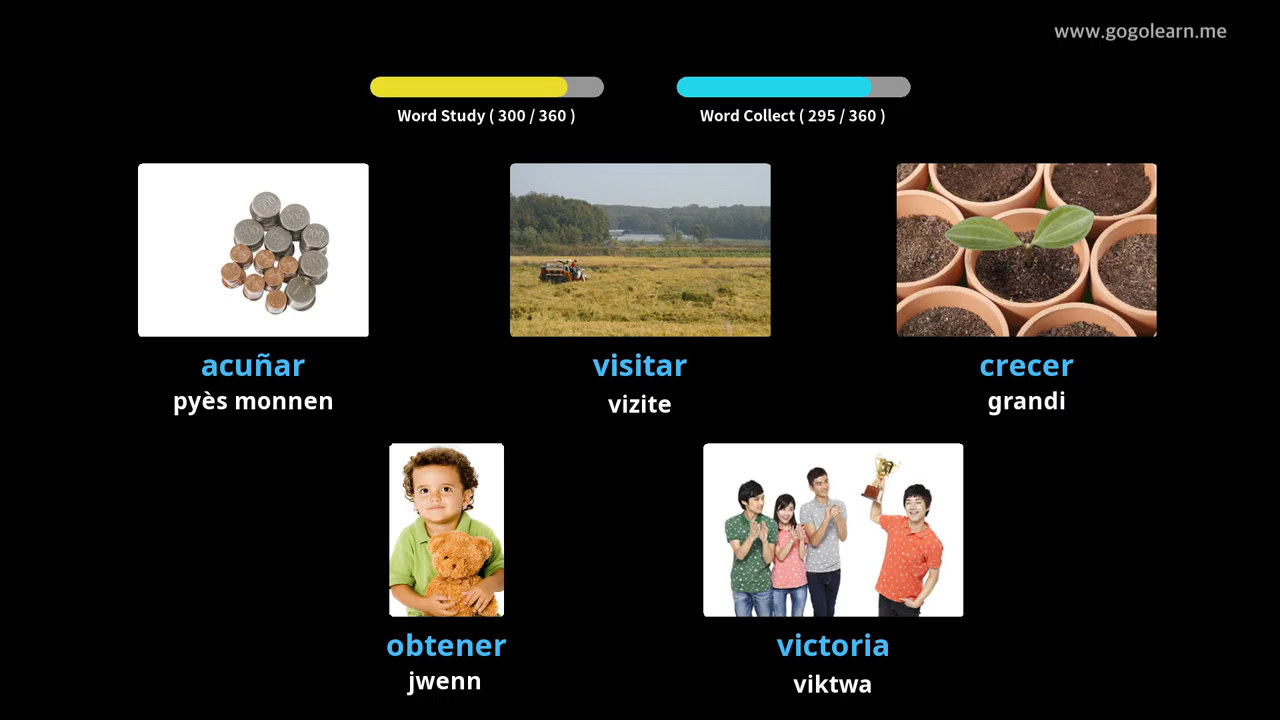 www.gogolearn.me
Word Study ( 300 / 360 )
Word Collect ( 295 / 360 )
acuñar
pyès monnen
visitar
vizite
crecer
grandi
obtener
jwenn
victoria
viktwa